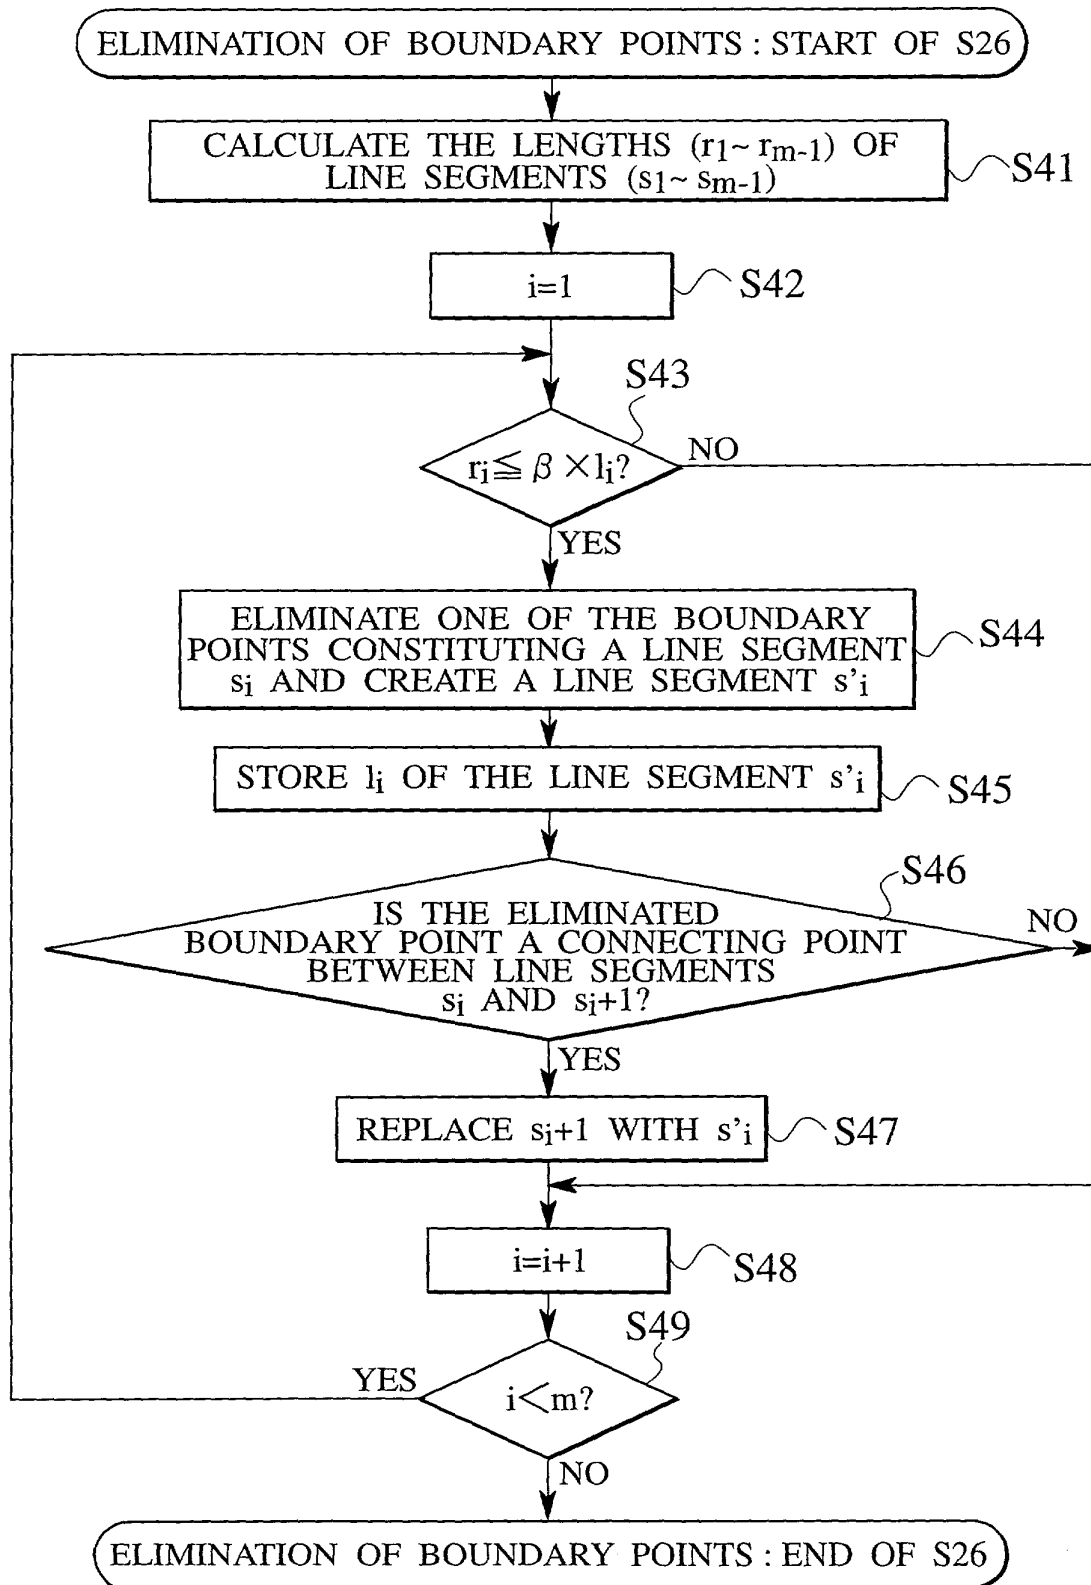 ELIMINATION OF BOUNDARY POINTS : START OF S26
CALCULATE THE LENGTHS (r1~ rm-1) OF
LINE SEGMENTS (s1~ sm-1)
S41
i=1
S42
S43
ri≦ β ×li?
NO
YES
ELIMINATE ONE OF THE BOUNDARY
POINTS CONSTITUTING A LINE SEGMENT
si AND CREATE A LINE SEGMENT s'i
S44
STORE li OF THE LINE SEGMENT s'i
S45
S46
IS THE ELIMINATED
BOUNDARY POINT A CONNECTING POINT
BETWEEN LINE SEGMENTS
si AND si+1?
NO
YES
REPLACE si+1 WITH s'i
S47
i=i+1
S48
S49
YES
i<m?
NO
ELIMINATION OF BOUNDARY POINTS : END OF S26